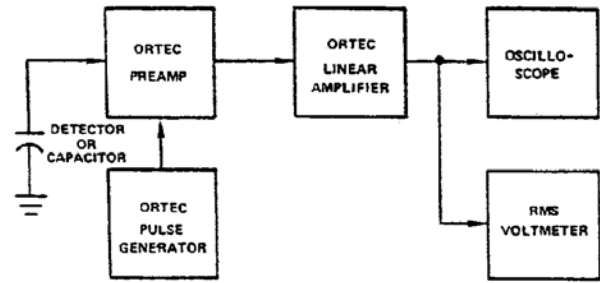 ORTEC
PREAMP
ORTEC
LINEAR
AMPLIFIER
OSCILLO-
SCOPE
DETECTOR
OR
CAPACITOR
ORTEC
PULSE
GENERATOR
RMS
VOLTMETER